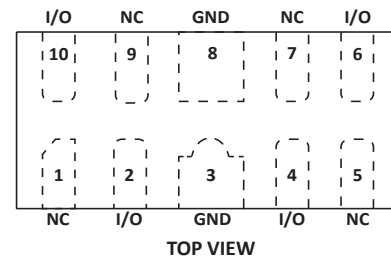 I/O NC GND NC I/O
10 9 8 7 6
1 2 3 4 5
NC I/O GND I/O NC
TOP VIEW